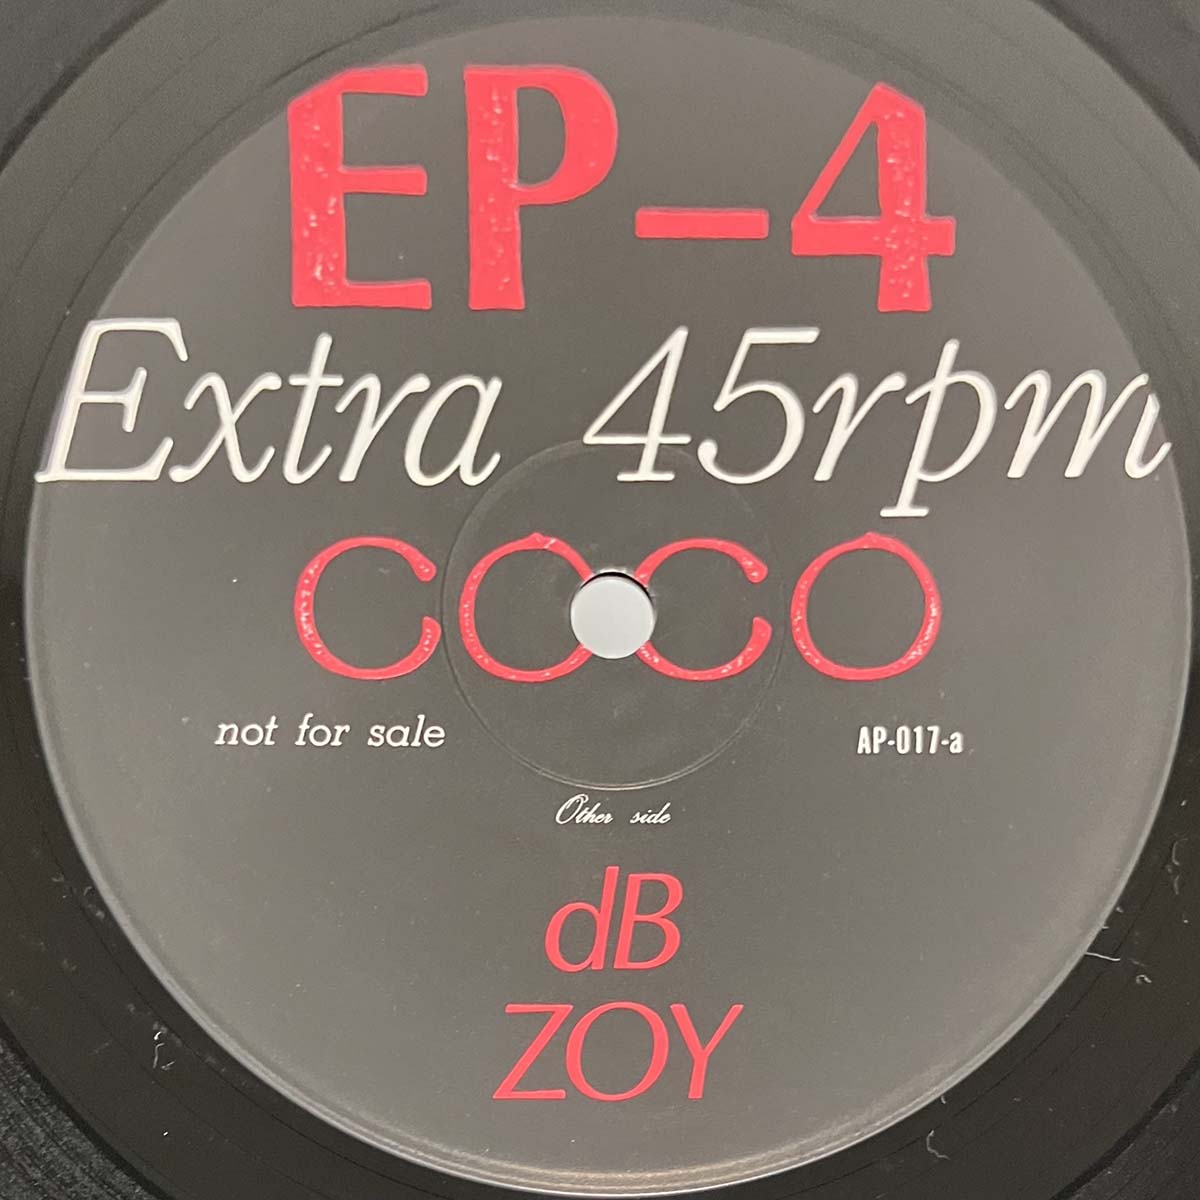 EP-4
Extra 45rpm
COCO
not for sale
AP-017-a
Other side
dB
ZOY